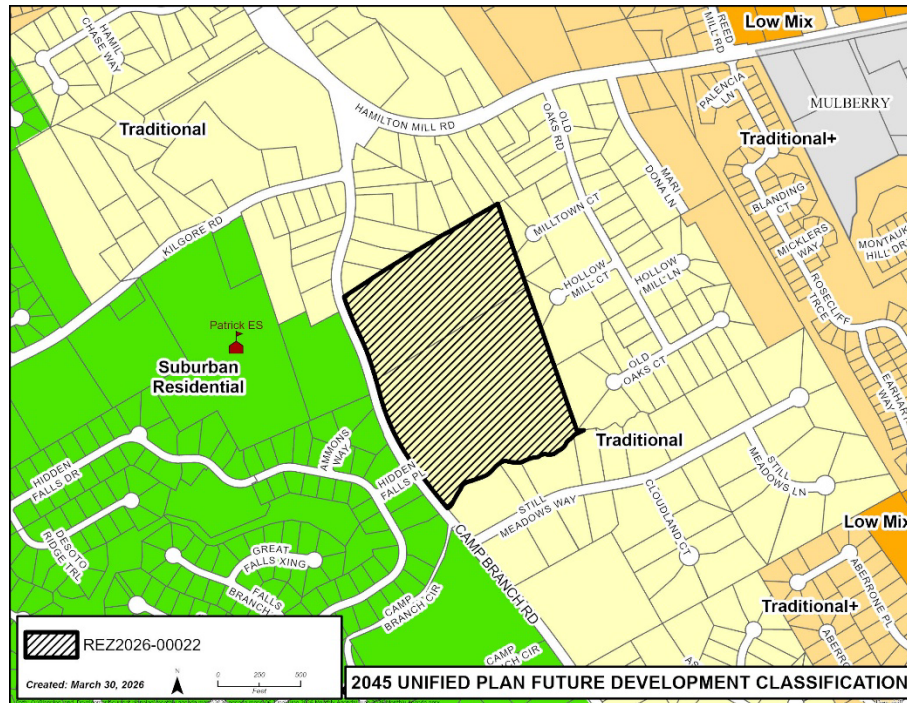 HAMIL
CHASE WAY
REED
MILL RD
Low Mix
PALENCIA
LN
MULBERRY
Traditional
HAMILTON MILL RD
OLD
OAKS RD
Traditional+
MARI
DONA LN
BLANDING
CT
KILGORE RD
MILLTOWN CT
MICKLERS
WAY
MONTAUK
HILL DR
HOLLOW
MILL CT
HOLLOW
MILL LN
ROSECLIFF
TRCE
Patrick ES
Suburban
Residential
OLD
OAKS CT
EARHART
WAY
AMMONS
WAY
HIDDEN
FALLS PL
Traditional
HIDDEN
FALLS DR
STILL
MEADOWS WAY
STILL
MEADOWS LN
CLOUDLAND CT
DESOTO
RIDGE TRL
GREAT
FALLS XING
FALLS
BRANCH
CAMP BRANCH RD
Low Mix
CAMP
BRANCH CIR
Traditional+
ABERRONE PL
ABERRONE
CAMP
BRANCH CIR
REZ2026-00022
Created: March 30, 2026
N
0 250 500
Feet
2045 UNIFIED PLAN FUTURE DEVELOPMENT CLASSIFICATION